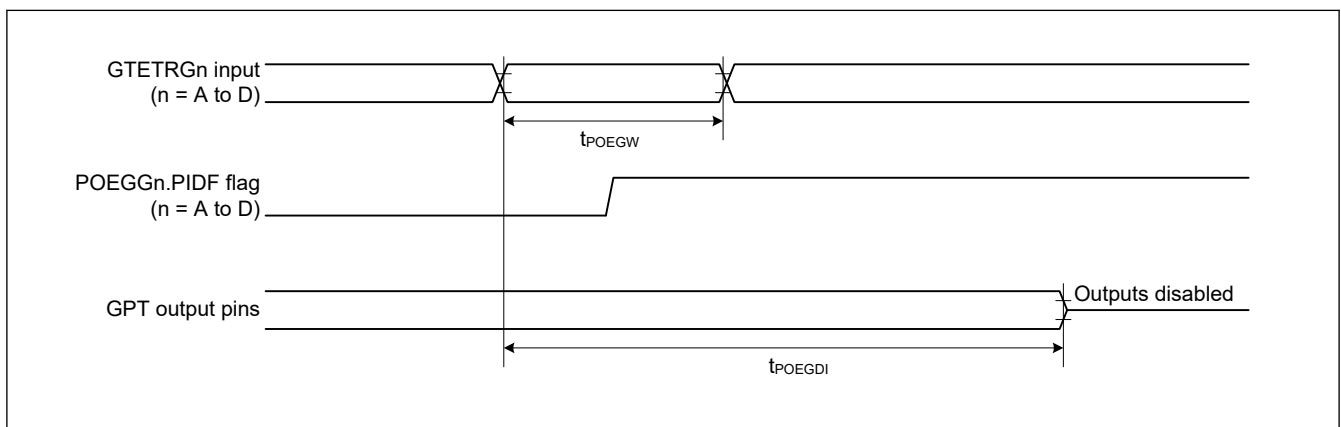 GTETRGn input
(n = A to D)
tPOEGW
POEGGn.PIDF flag
(n = A to D)
Outputs disabled
GPT output pins
tPOEGDI